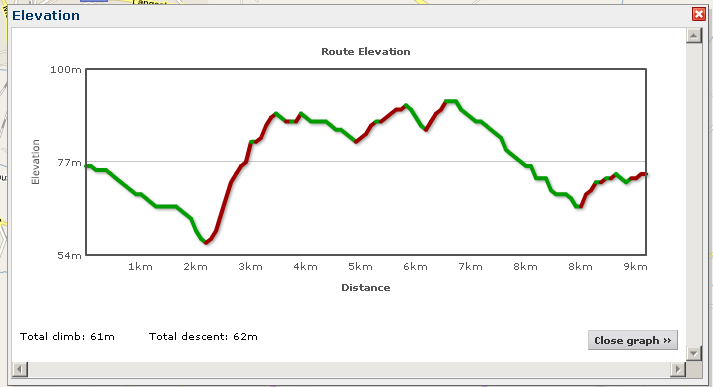 Elevation
Route Elevation
100m
77m
54m
Elevation
1km 2km 3km 4km 5km 6km 7km 8km 8km 9km
Distance
Total climb: 61m Total descent: 62m
Close graph »